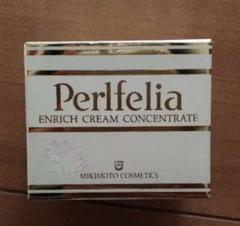 Perlfelia
ENRICH CREAM CONCENTRATE
MIKIMOTO COSMETICS